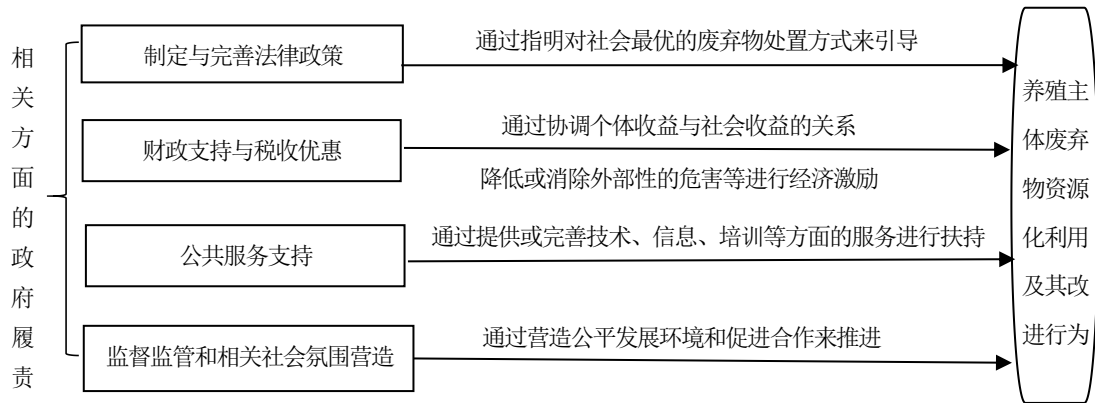 相关方面的政府履责
制定与完善法律政策
通过指明对社会最优的废弃物处置方式来引导
财政支持与税收优惠
通过协调个体收益与社会收益的关系
降低或消除外部性的危害等进行经济激励
公共服务支持
通过提供或完善技术、信息、培训等方面的服务进行扶持
监督监管和相关社会氛围营造
通过营造公平发展环境和促进合作来推进
养殖主
体废弃
物资源
化利用
及其改
进行为